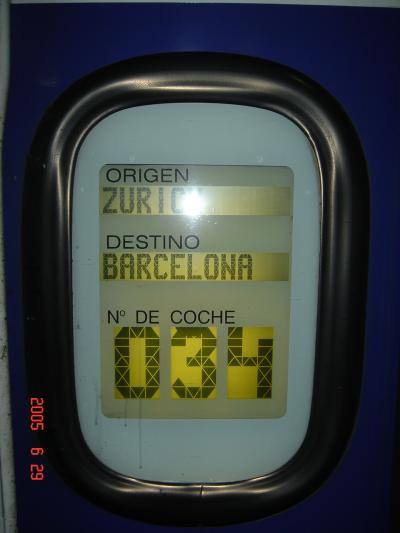 ORIGEN
ZURICH
DESTINO
BARCELONA
Nº DE COCHE
034
2005 6 29